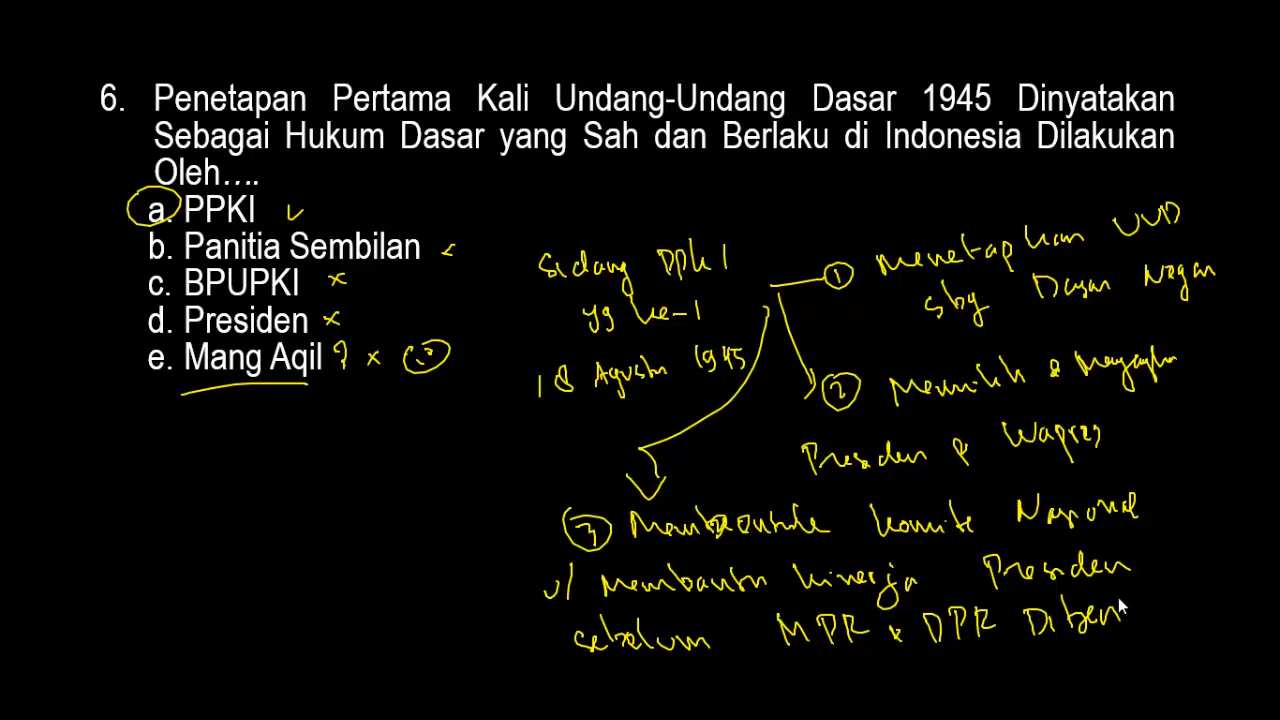 6. Penetapan Pertama Kali Undang-Undang Dasar 1945 Dinyatakan
Sebagai Hukum Dasar yang Sah dan Berlaku di Indonesia Dilakukan
Oleh....
a. PPKI
b. Panitia Sembilan
c. BPUPKI
d. Presiden
e. Mang Aqil ?
Sidang PPKI
yg ke-1
18 Agustus 1945
1 Menetapkan UUD
sbg Dasar Negara
2 Memilih &
Presiden & Wapres
3 Membentuk Komite Nasional
u/ membantu kinerja Presiden
sebelum MPR & DPR Diben